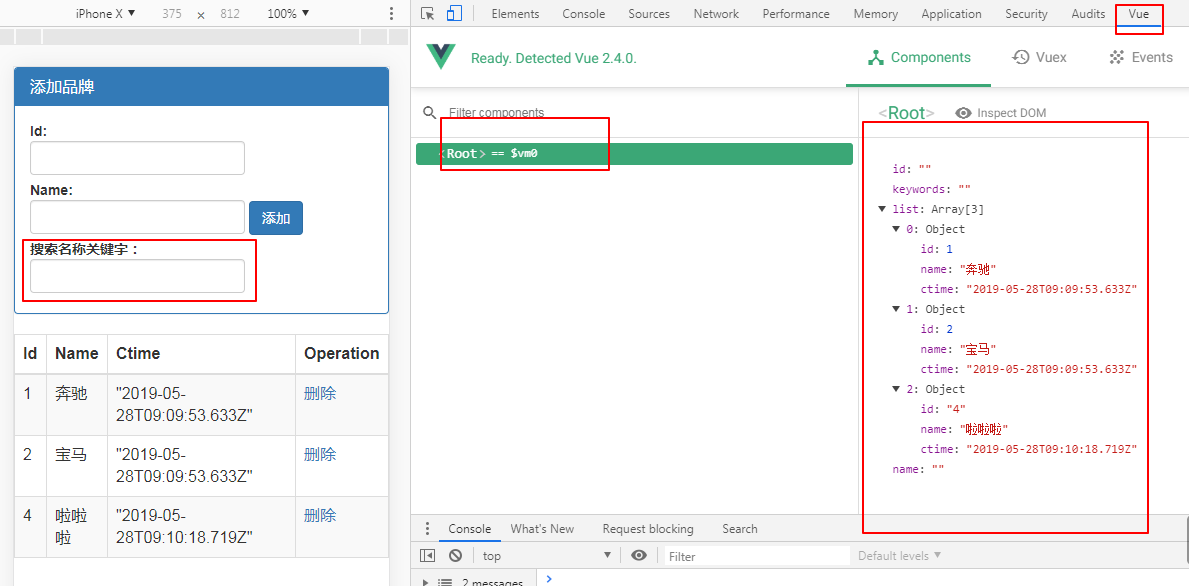 iPhone X ▼ 375 × 812 100% ▼
Elements Console Sources Network Performance Memory Application Security Audits Vue
Ready. Detected Vue 2.4.0.
Components Vuex Events
Filter components
<Root> Inspect DOM
<Root> == $vm0
添加品牌
Id:
Name:
添加
搜索名称关键字：
Id Name Ctime Operation
1 奔驰 "2019-05-
28T09:09:53.633Z" 删除
2 宝马 "2019-05-
28T09:09:53.633Z" 删除
4 啦啦
啦 "2019-05-
28T09:10:18.719Z" 删除
id: ""
keywords: ""
▼ list: Array[3]
▼ 0: Object
id: 1
name: "奔驰"
ctime: "2019-05-28T09:09:53.633Z"
▼ 1: Object
id: 2
name: "宝马"
ctime: "2019-05-28T09:09:53.633Z"
▼ 2: Object
id: "4"
name: "啦啦啦"
ctime: "2019-05-28T09:10:18.719Z"
name: ""
Console What's New Request blocking Search
top ▼ Filter Default levels ▼
2 messages